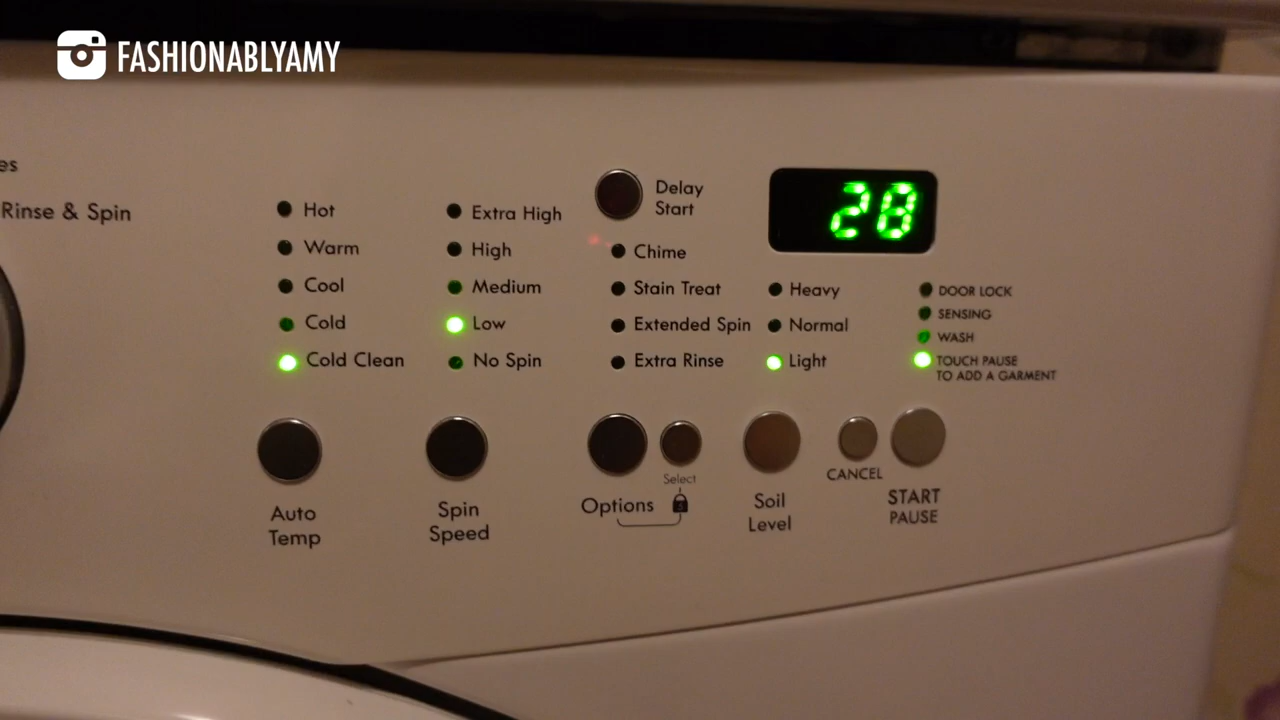 FASHIONABLYAMY
es
Rinse & Spin
Hot
Warm
Cool
Cold
Cold Clean
Auto
Temp
Extra High
High
Medium
Low
No Spin
Spin
Speed
Delay
Start
Chime
Stain Treat
Extended Spin
Extra Rinse
Select
Options
28
Heavy
Normal
Light
Soil
Level
DOOR LOCK
SENSING
WASH
TOUCH PAUSE
TO ADD A GARMENT
CANCEL
START
PAUSE